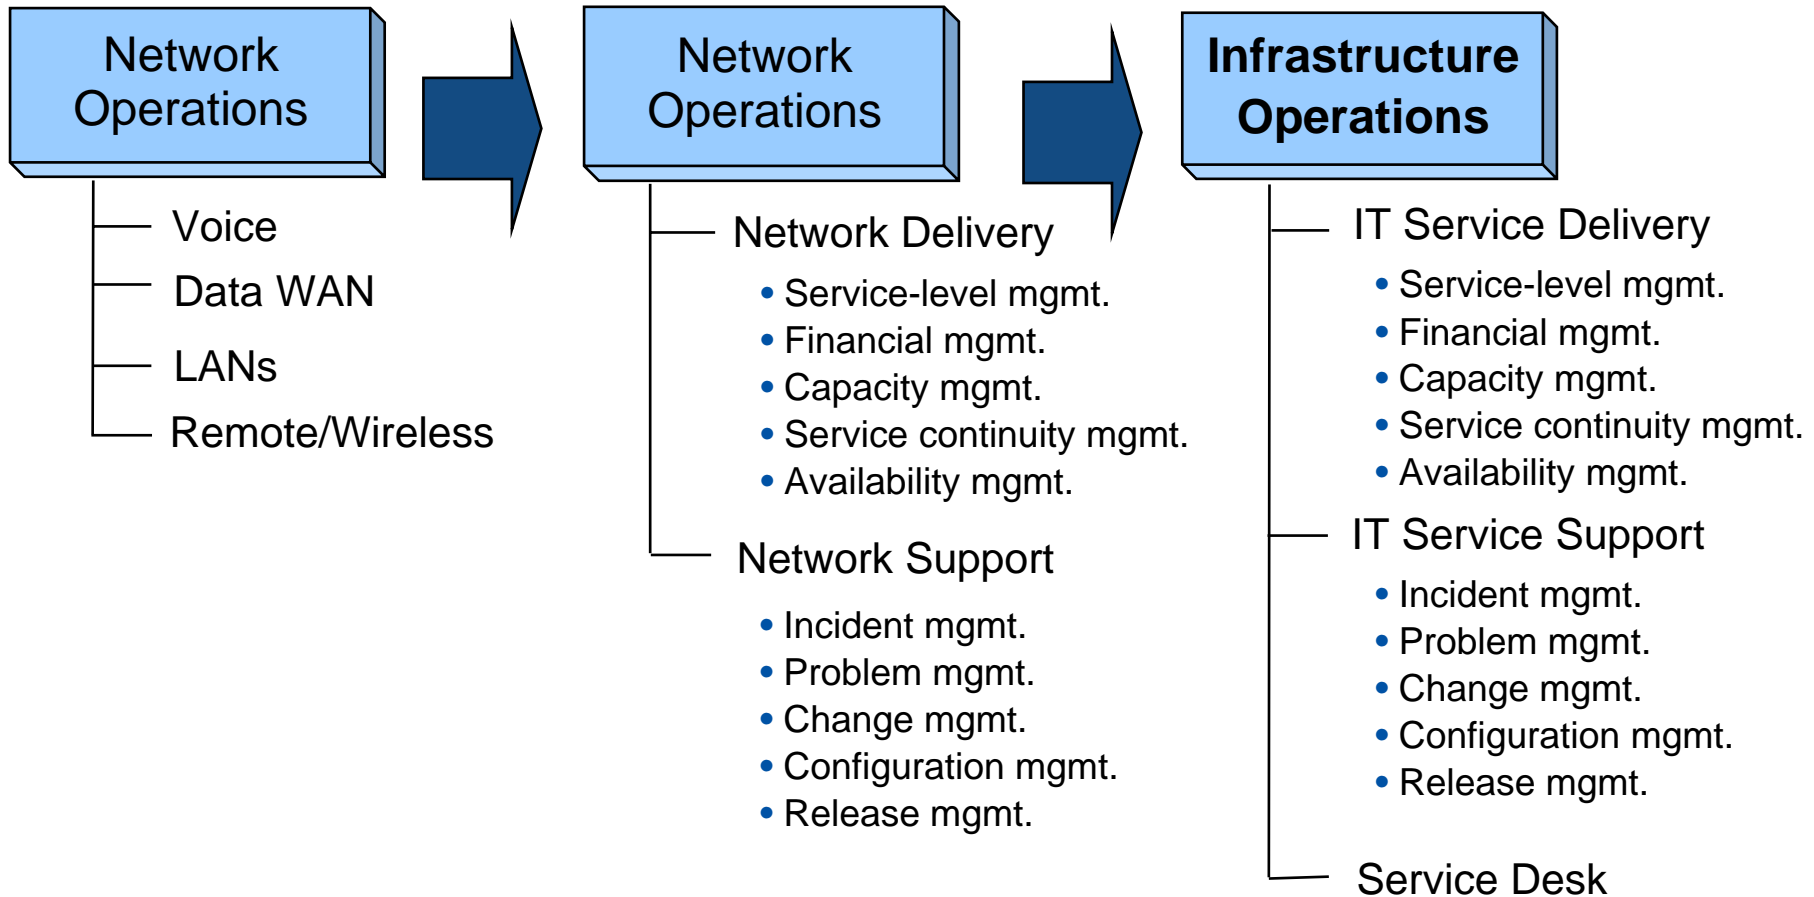 Network
Operations
Voice
Data WAN
LANs
Remote/Wireless
Network
Operations
Network Delivery
• Service-level mgmt.
• Financial mgmt.
• Capacity mgmt.
• Service continuity mgmt.
• Availability mgmt.
Network Support
• Incident mgmt.
• Problem mgmt.
• Change mgmt.
• Configuration mgmt.
• Release mgmt.
Infrastructure
Operations
IT Service Delivery
• Service-level mgmt.
• Financial mgmt.
• Capacity mgmt.
• Service continuity mgmt.
• Availability mgmt.
IT Service Support
• Incident mgmt.
• Problem mgmt.
• Change mgmt.
• Configuration mgmt.
• Release mgmt.
Service Desk